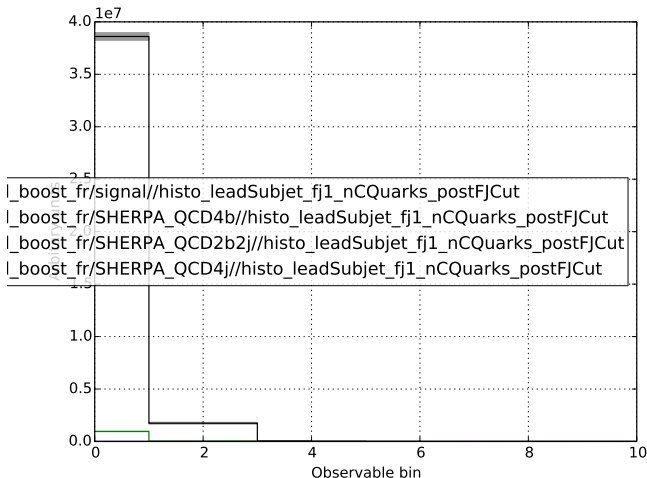 1e7
4.0
3.5
3.0
2.5
l_boost_fr/signal//histo_leadSubjet_fj1_nCQuarks_postFJCut
l_boost_fr/SHERPA_QCD4b//histo_leadSubjet_fj1_nCQuarks_postFJCut
2.0
l_boost_fr/SHERPA_QCD2b2j//histo_leadSubjet_fj1_nCQuarks_postFJCut
l_boost_fr/SHERPA_QCD4j//histo_leadSubjet_fj1_nCQuarks_postFJCut
1.5
1.0
0.5
0.0
0 2 4 6 8 10
Observable bin